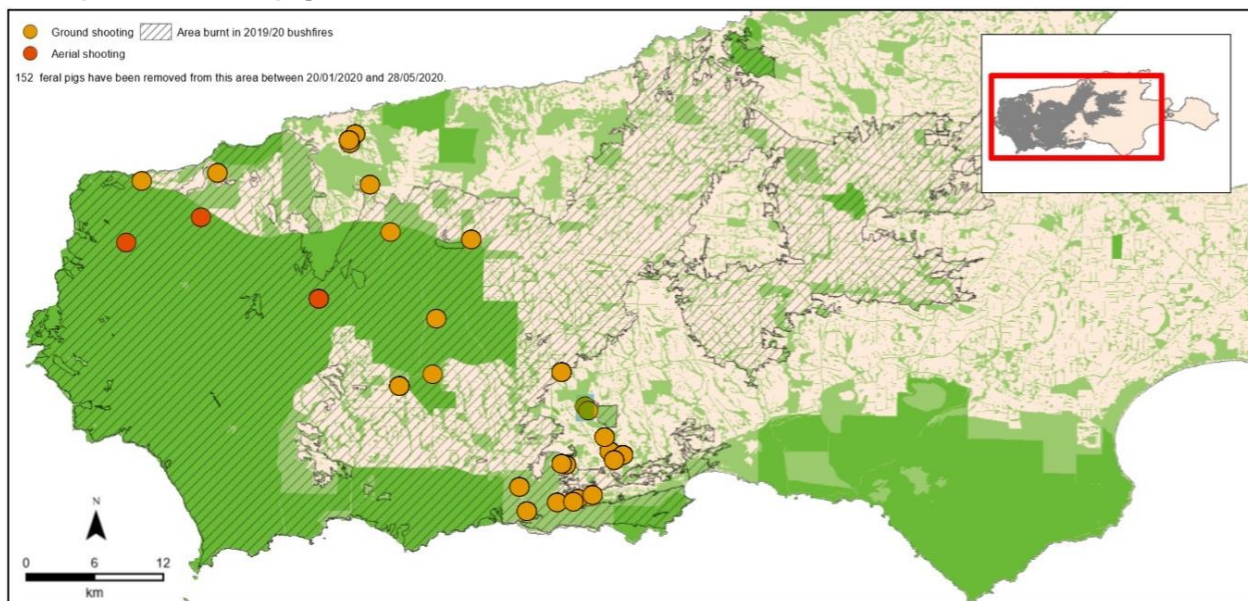 Ground shooting
Area burnt in 2019/20 bushfires
Aerial shooting
152 feral pigs have been removed from this area between 20/01/2020 and 28/05/2020.
N
0 6 12
km